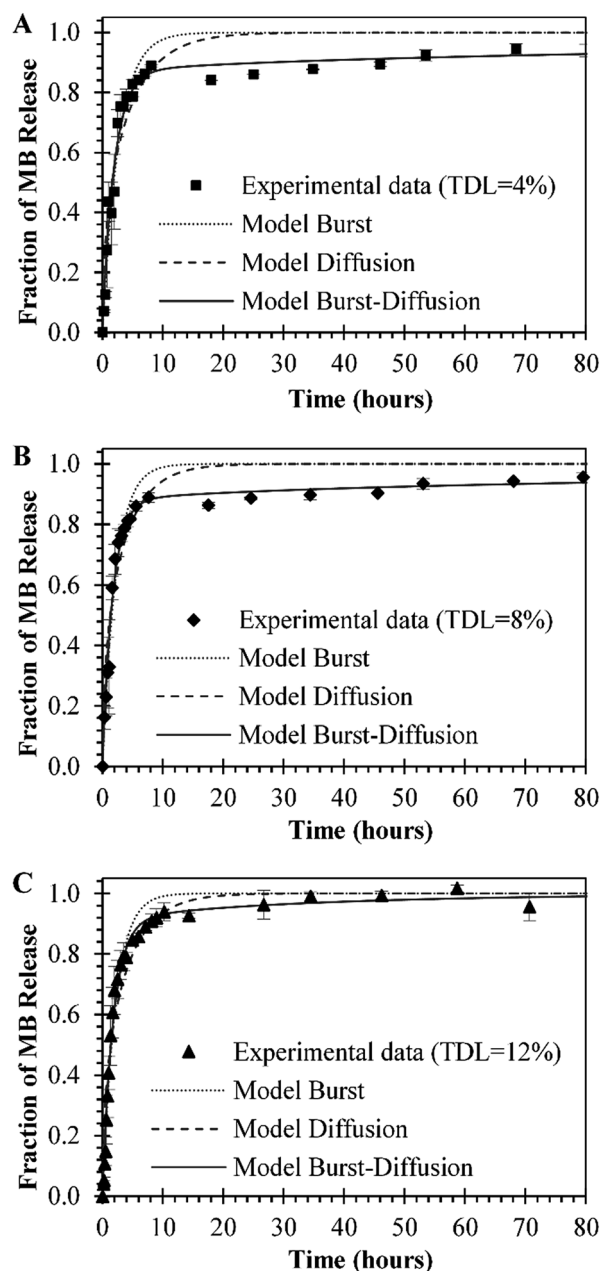 A
Fraction of MB Release
1.0
0.8
0.6
0.4
0.2
0.0
Experimental data (TDL=4%)
Model Burst
Model Diffusion
Model Burst-Diffusion
0 10 20 30 40 50 60 70 80
Time (hours)
B
Fraction of MB Release
1.0
0.8
0.6
0.4
0.2
0.0
Experimental data (TDL=8%)
Model Burst
Model Diffusion
Model Burst-Diffusion
0 10 20 30 40 50 60 70 80
Time (hours)
C
Fraction of MB Release
1.0
0.8
0.6
0.4
0.2
0.0
Experimental data (TDL=12%)
Model Burst
Model Diffusion
Model Burst-Diffusion
0 10 20 30 40 50 60 70 80
Time (hours)